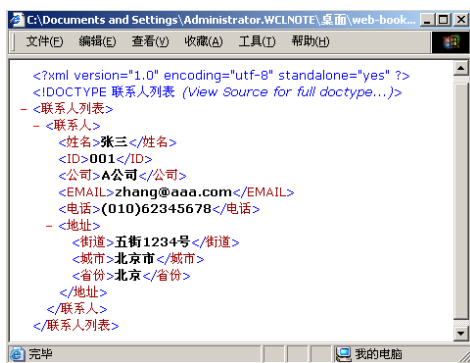 C:\Documents and Settings\Administrator.WCLNOTE\桌面\web-book...
文件(F) 编辑(E) 查看(V) 收藏(A) 工具(T) 帮助(H)
<?xml version="1.0" encoding="utf-8" standalone="yes" ?>
<!DOCTYPE 联系人列表 (View Source for full doctype...)>
- <联系人列表>
- <联系人>
<姓名>张三</姓名>
<ID>001</ID>
<公司>A公司</公司>
<EMAIL>zhang@aaa.com</EMAIL>
<电话>(010)62345678</电话>
- <地址>
<街道>五街1234号</街道>
<城市>北京市</城市>
<省份>北京</省份>
</地址>
</联系人>
</联系人列表>
完毕 我的电脑